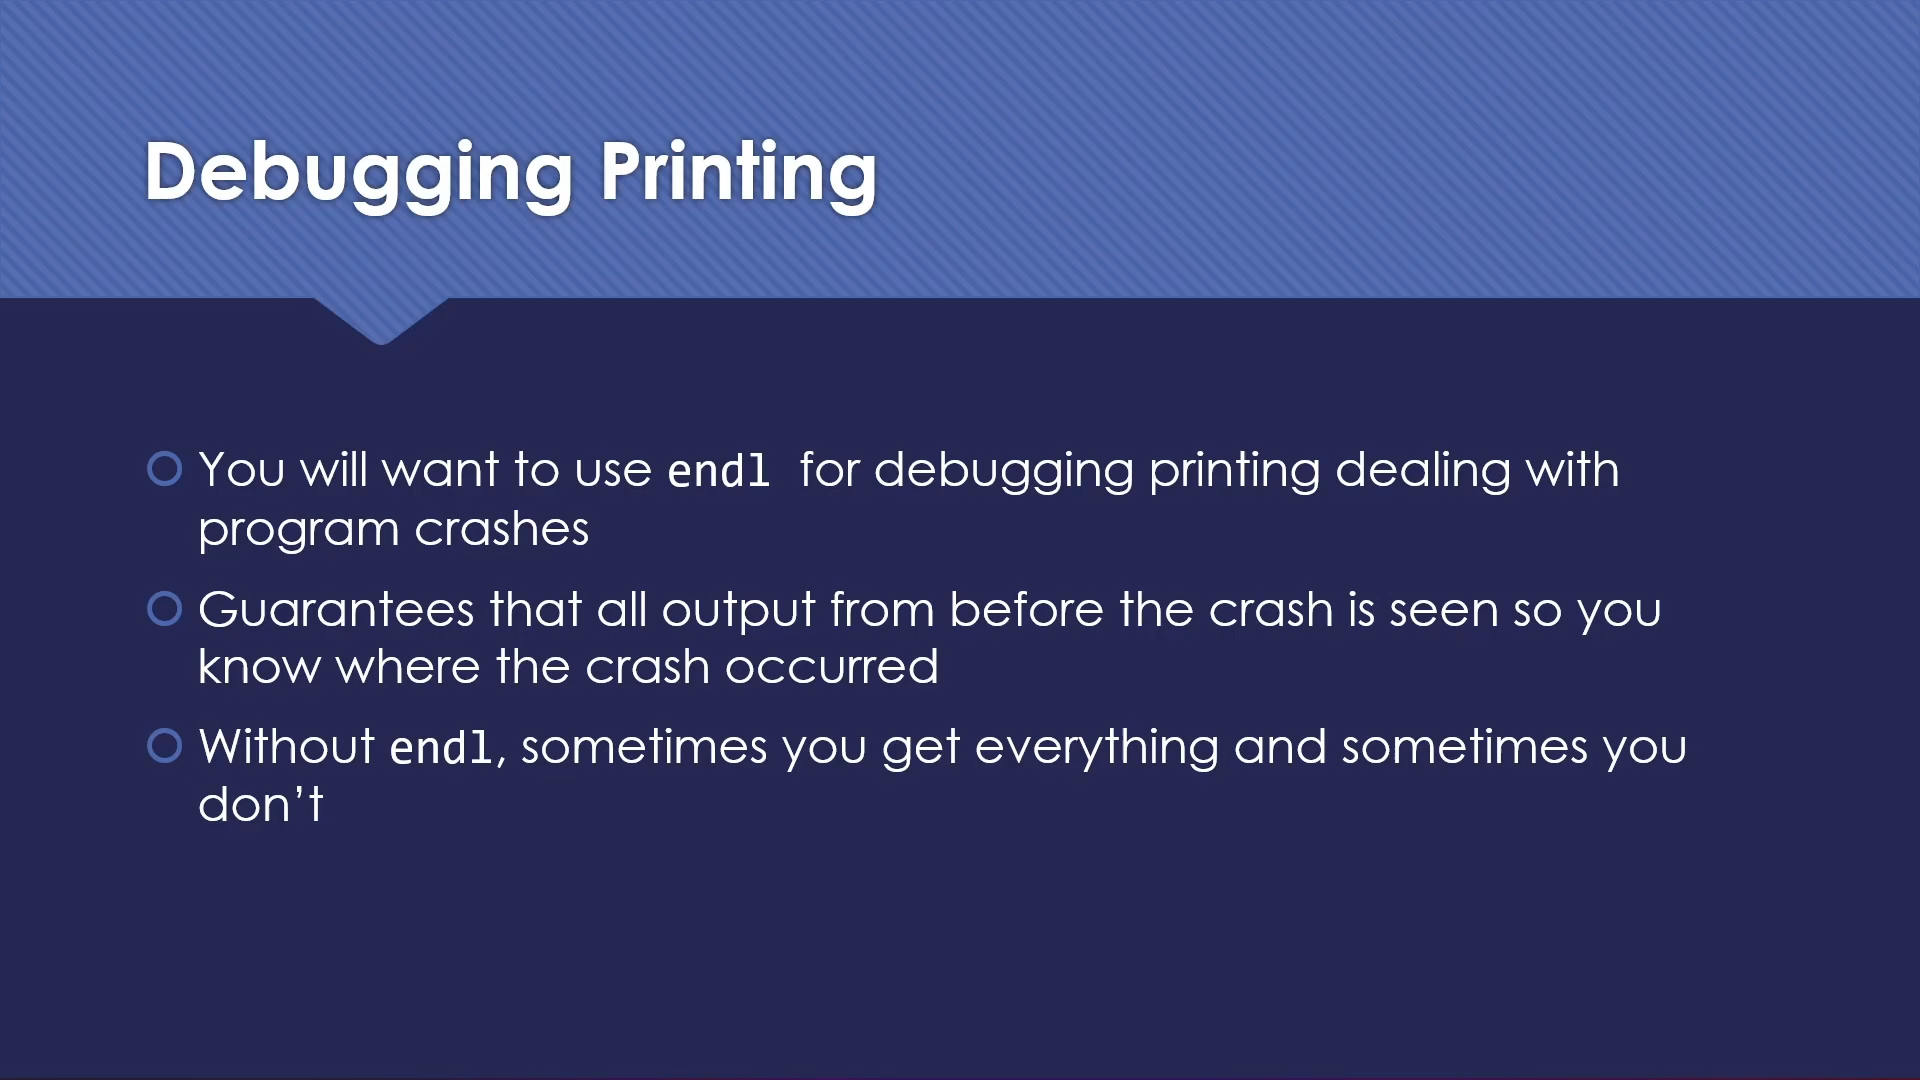 Debugging Printing
You will want to use endl for debugging printing dealing with
program crashes
Guarantees that all output from before the crash is seen so you
know where the crash occurred
Without endl, sometimes you get everything and sometimes you
don’t